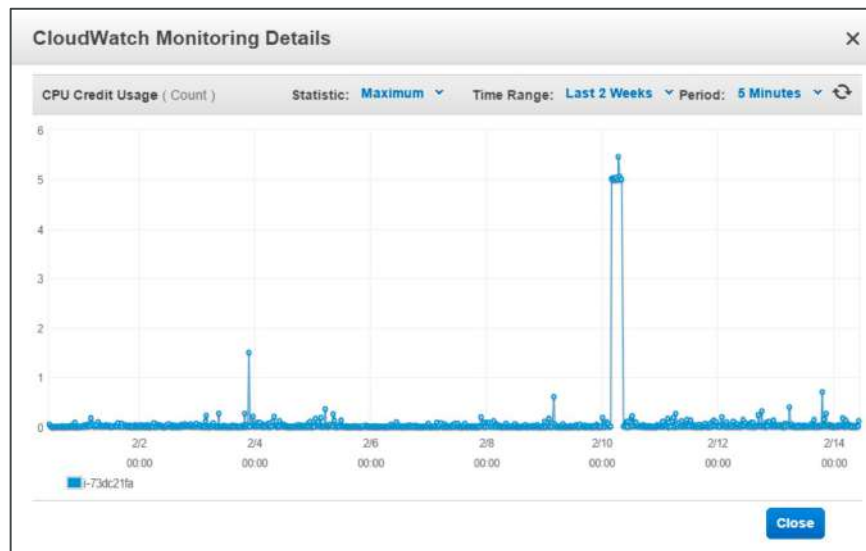 CloudWatch Monitoring Details
CPU Credit Usage ( Count ) Statistic: Maximum Time Range: Last 2 Weeks Period: 5 Minutes
6
5
4
3
2
1
0
2/2 2/4 2/6 2/8 2/10 2/12 2/14
00:00 00:00 00:00 00:00 00:00 00:00 00:00
i-73dc21fa
Close